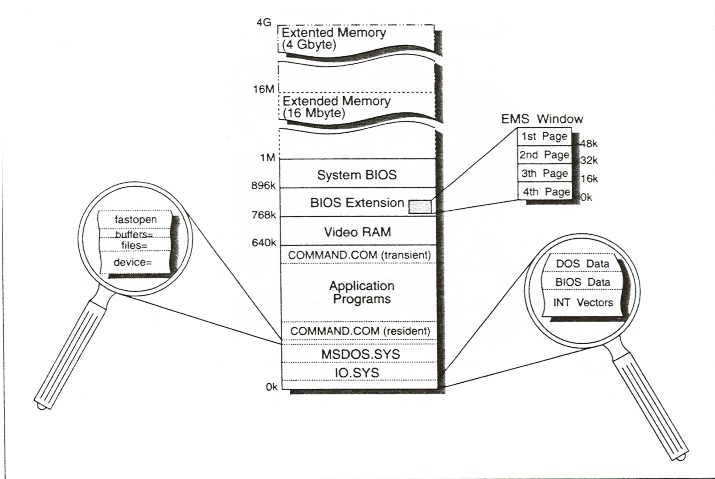 4G
Extented Memory
(4 Gbyte)
16M
Extended Memory
(16 Mbyte)
1M
System BIOS
896k
BIOS Extension
768k
Video RAM
640k
COMMAND.COM (transient)
Application
Programs
COMMAND.COM (resident)
MSDOS.SYS
IO.SYS
0k
EMS Window
1st Page
48k
2nd Page
32k
3th Page
16k
4th Page
0k
fastopen
buffers=
files=
device=
DOS Data
BIOS Data
INT Vectors